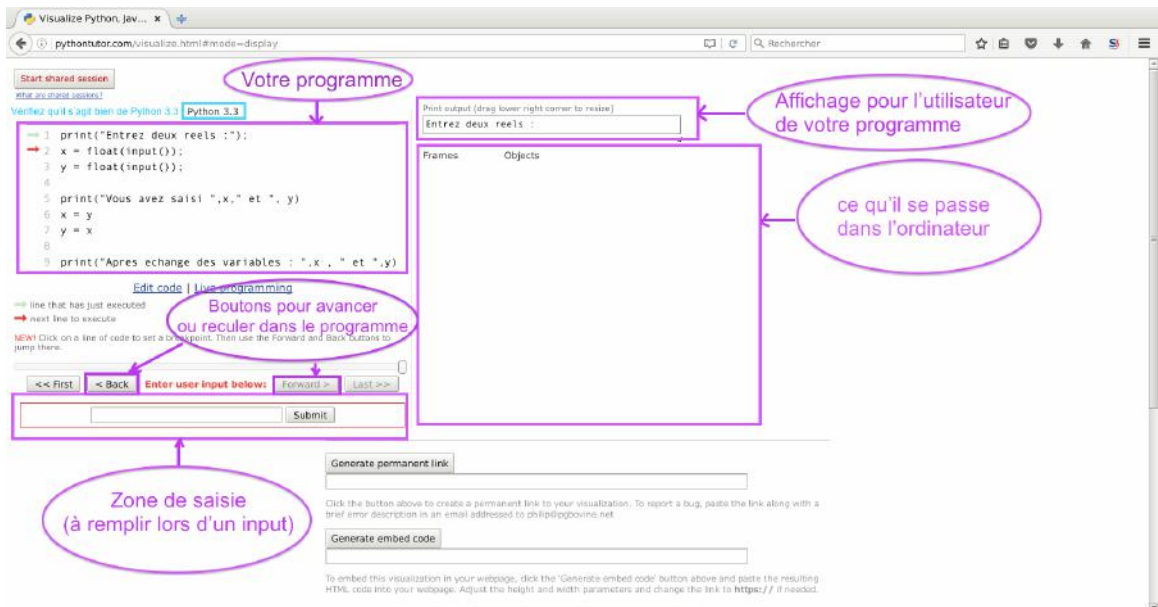 Visualize Python, Jav...
pythontutor.com/visualize.html#mode=display
Rechercher
Start shared session
What are shared sessions?
Votre programme
Vérifiez qu'il s'agit bien de Python 3.3
Python 3.3
1 print("Entrez deux reels :");
2 x = float(input());
3 y = float(input());
4
5 print("Vous avez saisi ",x," et ", y)
6 x = y
7 y = x
8
9 print("Apres echange des variables : ",x , " et ",y)
Print output (drag lower right corner to resize)
Entrez deux reels :
Affichage pour l'utilisateur
de votre programme
Frames Objects
ce qu'il se passe
dans l'ordinateur
Edit code | Live programming
line that has just executed
next line to execute
Boutons pour avancer
ou reculer dans le programme
NEW! Click on a line of code to set a breakpoint. Then use the Forward and Back buttons to
jump there.
<< First
< Back
Enter user input below:
Forward >
Last >>
Submit
Zone de saisie
(à remplir lors d'un input)
Generate permanent link
Click the button above to create a permanent link to your visualization. To report a bug, paste the link along with a
brief error description in an email addressed to philip@pgbovine.net
Generate embed code
To embed this visualization in your webpage, click the 'Generate embed code' button above and paste the resulting
HTML code into your webpage. Adjust the height and width parameters and change the link to https:// if needed.